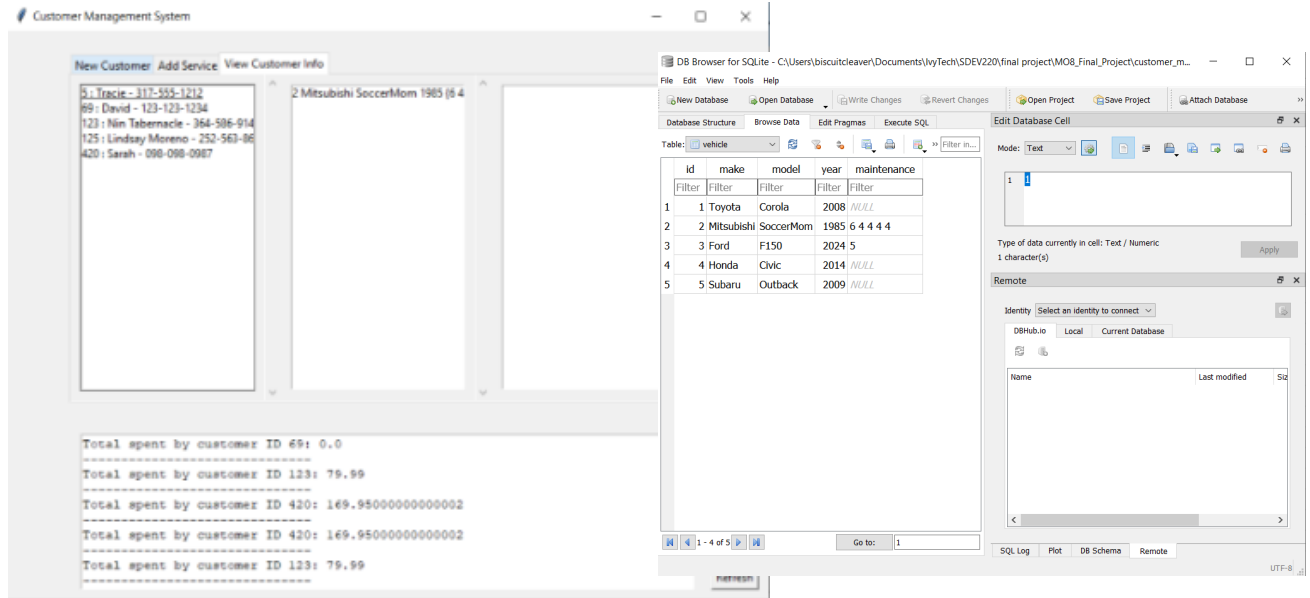 Customer Management System
New Customer Add Service View Customer Info
5 : Tracie - 317-555-1212
69 : David - 123-123-1234
123 : Nin Tabernacle - 364-586-914
125 : Lindsay Moreno - 252-563-86
420 : Sarah - 098-098-0987
2 Mitsubishi SoccerMom 1985 (6 4
Total spent by customer ID 69: 0.0
--------------------------------
Total spent by customer ID 123: 79.99
--------------------------------
Total spent by customer ID 420: 169.95000000000002
--------------------------------
Total spent by customer ID 420: 169.95000000000002
--------------------------------
Total spent by customer ID 123: 79.99
--------------------------------
Refresh
DB Browser for SQLite - C:\Users\biscuitcleaver\Documents\IvyTech\SDEV220\final project\MO8_Final_Project\customer_m...
File Edit View Tools Help
New Database Open Database Write Changes Revert Changes Open Project Save Project Attach Database »
Database Structure Browse Data Edit Pragmas Execute SQL
Table: vehicle » Filter in...
id make model year maintenance
Filter Filter Filter Filter Filter
1 1 Toyota Corola 2008 NULL
2 2 Mitsubishi SoccerMom 1985 6 4 4 4 4
3 3 Ford F150 2024 5
4 4 Honda Civic 2014 NULL
5 5 Subaru Outback 2009 NULL
1 - 4 of 5 Go to: 1
Edit Database Cell
Mode: Text
1 1
Type of data currently in cell: Text / Numeric
1 character(s)
Apply
Remote
Identity Select an identity to connect
DBHub.io Local Current Database
Name Last modified Siz
SQL Log Plot DB Schema Remote
UTF-8